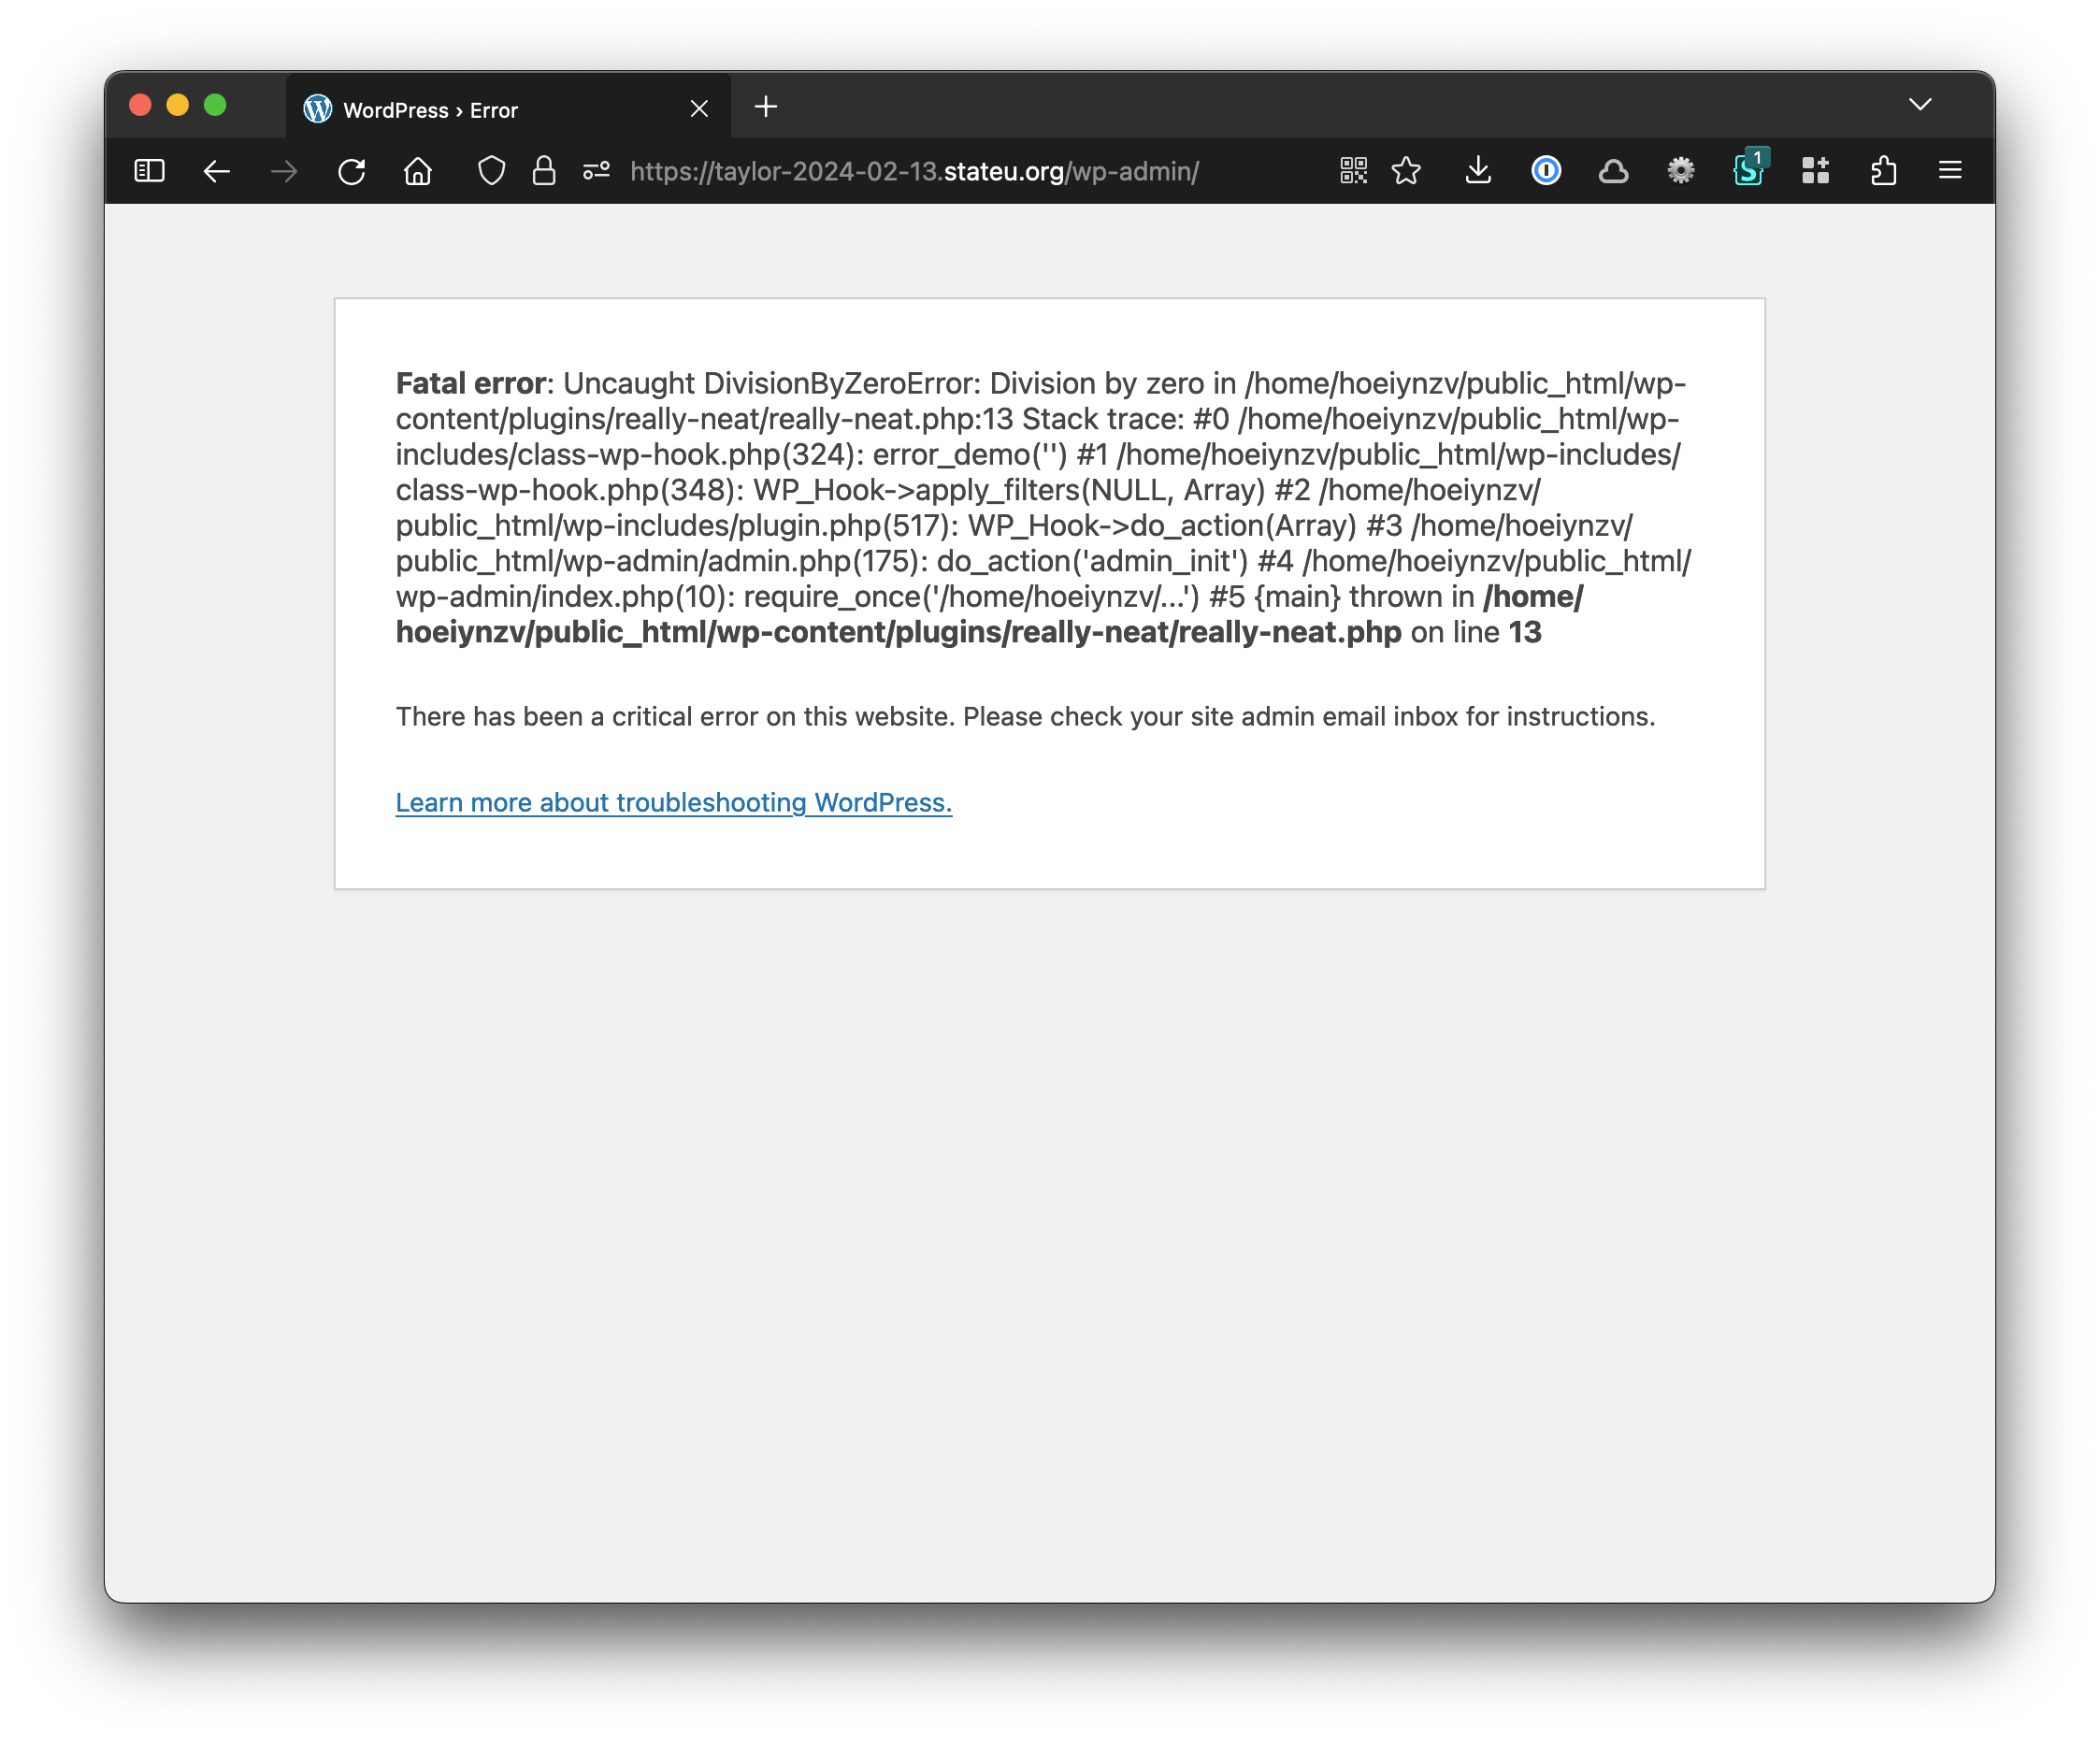 WordPress › Error
https://taylor-2024-02-13.stateu.org/wp-admin/
1
Fatal error: Uncaught DivisionByZeroError: Division by zero in /home/hoeiynzv/public_html/wp-
content/plugins/really-neat/really-neat.php:13 Stack trace: #0 /home/hoeiynzv/public_html/wp-
includes/class-wp-hook.php(324): error_demo('') #1 /home/hoeiynzv/public_html/wp-includes/
class-wp-hook.php(348): WP_Hook->apply_filters(NULL, Array) #2 /home/hoeiynzv/
public_html/wp-includes/plugin.php(517): WP_Hook->do_action(Array) #3 /home/hoeiynzv/
public_html/wp-admin/admin.php(175): do_action('admin_init') #4 /home/hoeiynzv/public_html/
wp-admin/index.php(10): require_once('/home/hoeiynzv/...') #5 {main} thrown in /home/
hoeiynzv/public_html/wp-content/plugins/really-neat/really-neat.php on line 13
There has been a critical error on this website. Please check your site admin email inbox for instructions.
Learn more about troubleshooting WordPress.